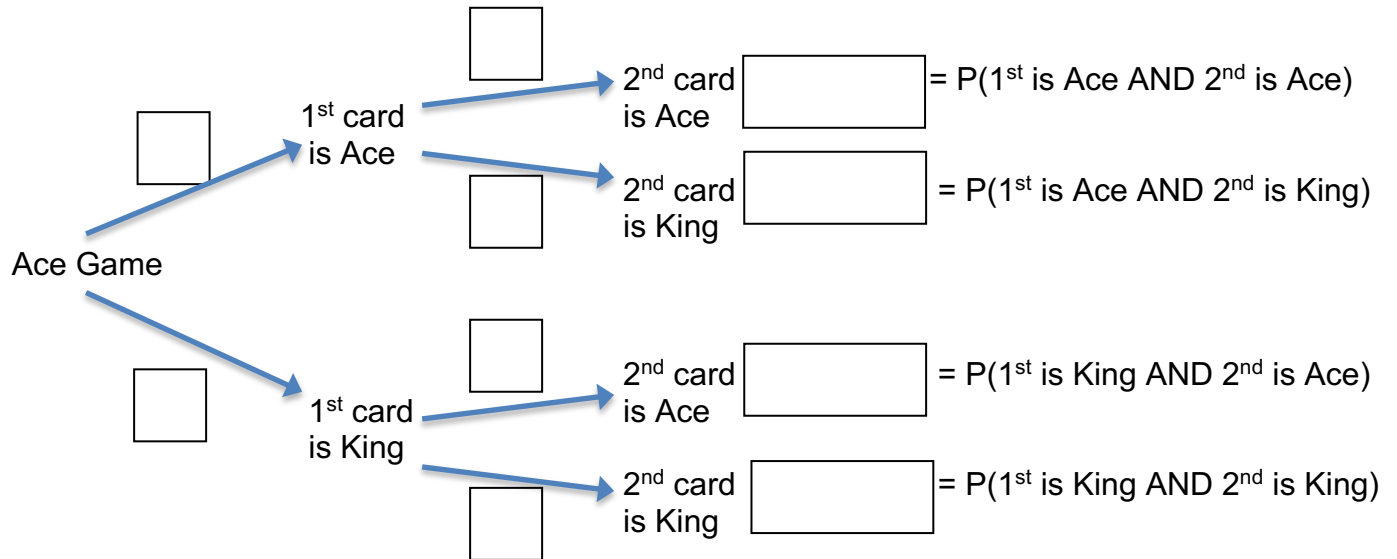 2nd card
is Ace
= P(1st is Ace AND 2nd is Ace)
1st card
is Ace
2nd card
is King
= P(1st is Ace AND 2nd is King)
Ace Game
2nd card
is Ace
= P(1st is King AND 2nd is Ace)
1st card
is King
2nd card
is King
= P(1st is King AND 2nd is King)